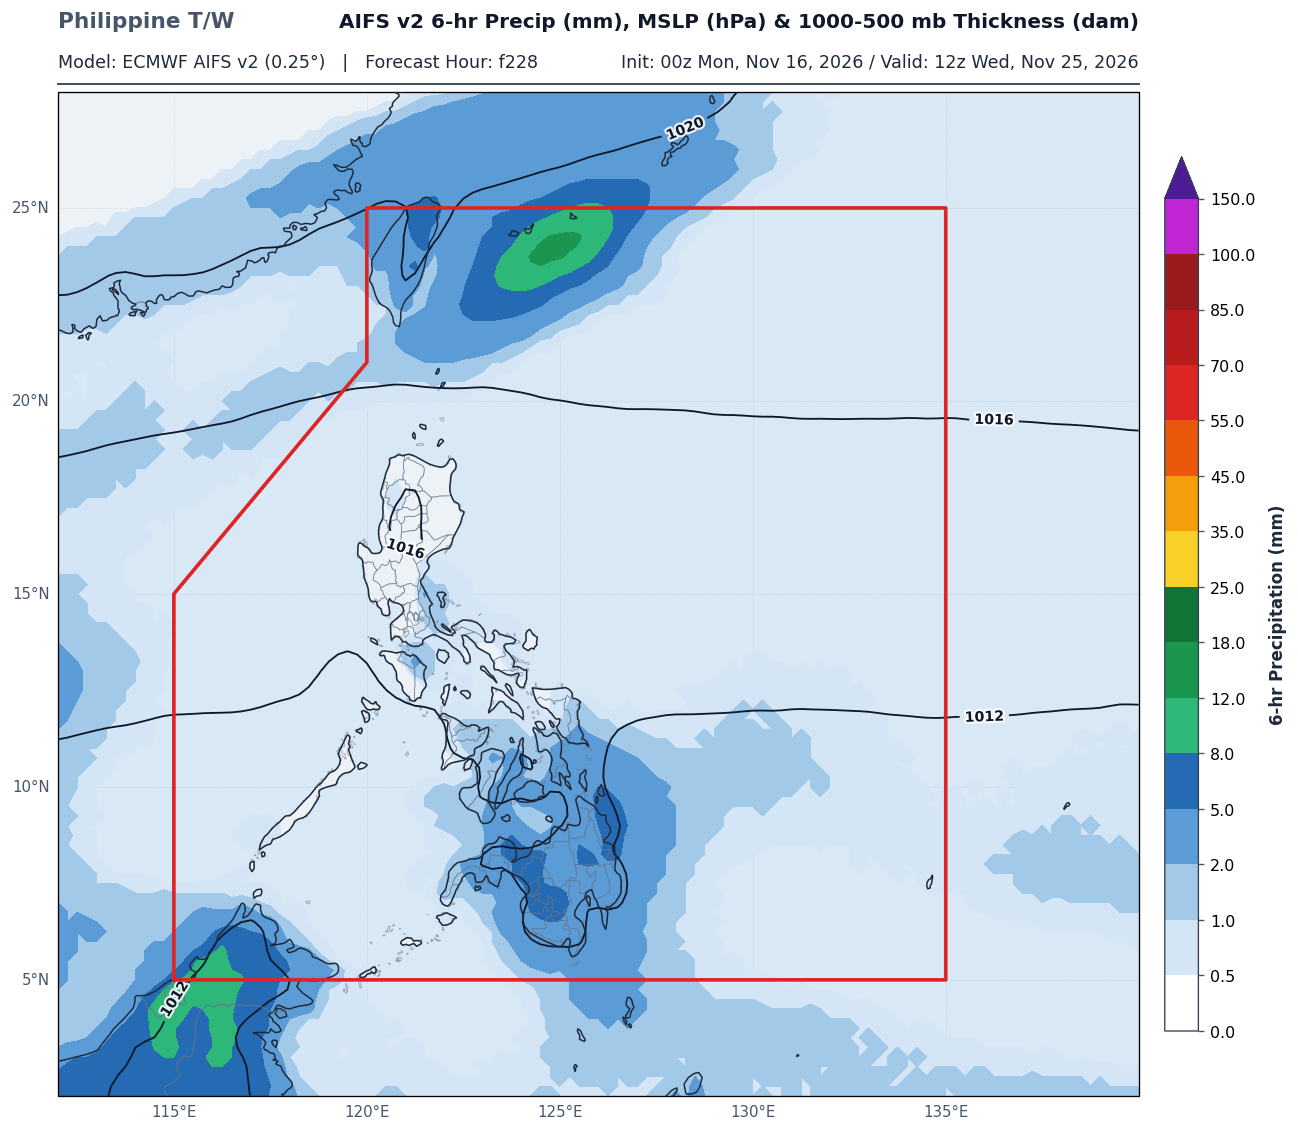 Philippine T/W
AIFS v2 6-hr Precip (mm), MSLP (hPa) & 1000-500 mb Thickness (dam)
Model: ECMWF AIFS v2 (0.25°)   |   Forecast Hour: f228
Init: 00z Mon, Nov 16, 2026 / Valid: 12z Wed, Nov 25, 2026
25°N
20°N
15°N
10°N
5°N
1020
1016
1016
1012
1012
115°E
120°E
125°E
130°E
135°E
150.0
100.0
85.0
70.0
55.0
45.0
35.0
25.0
18.0
12.0
8.0
5.0
2.0
1.0
0.5
0.0
6-hr Precipitation (mm)